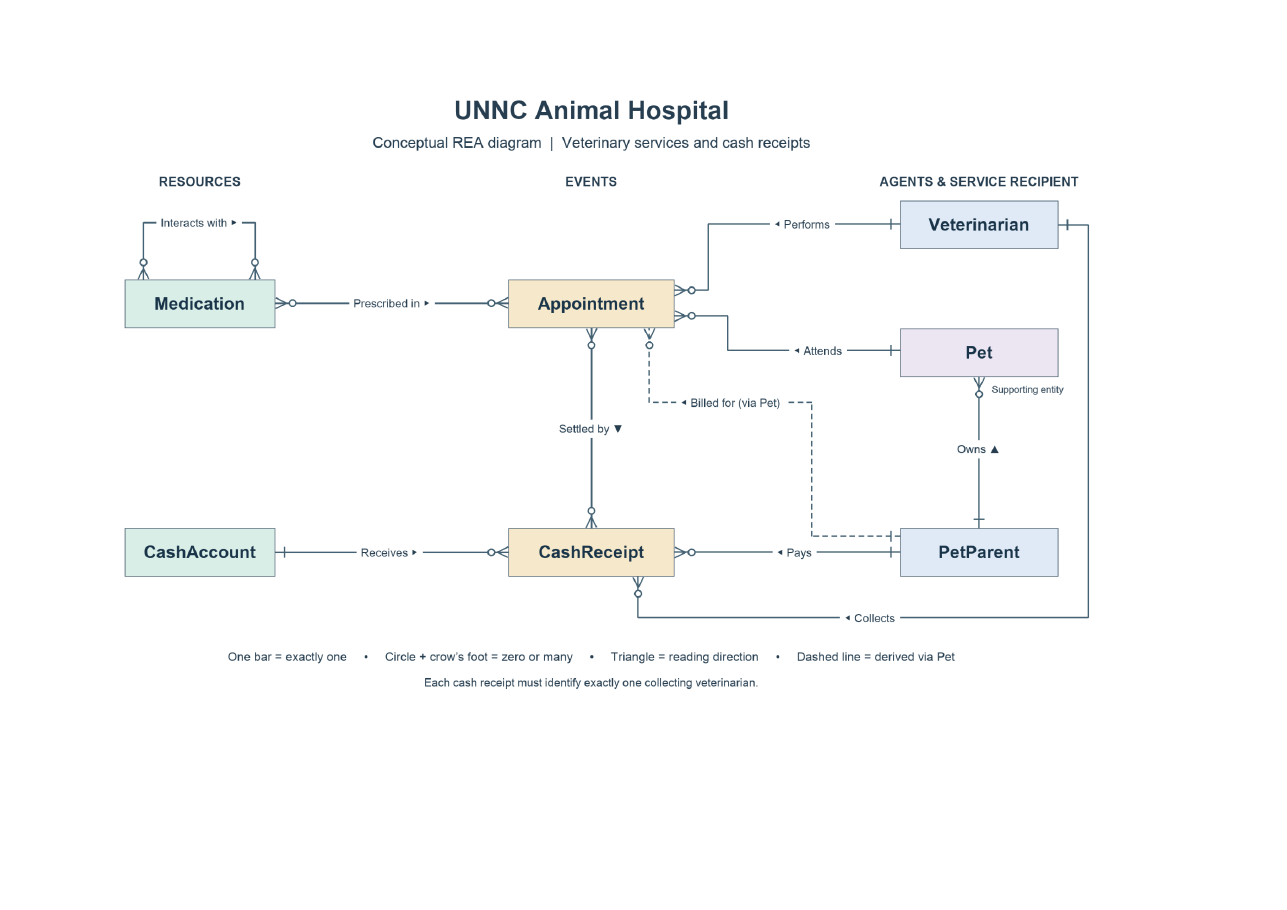 UNNC Animal Hospital
Conceptual REA diagram | Veterinary services and cash receipts
RESOURCES
EVENTS
AGENTS & SERVICE RECIPIENT
Interacts with ▸
◂ Performs
Veterinarian
Medication
Prescribed in ▸
Appointment
◂ Attends
Pet
Supporting entity
◂ Billed for (via Pet)
Settled by ▼
Owns ▲
CashAccount
Receives ▸
CashReceipt
◂ Pays
PetParent
◂ Collects
One bar = exactly one • Circle + crow's foot = zero or many • Triangle = reading direction • Dashed line = derived via Pet
Each cash receipt must identify exactly one collecting veterinarian.